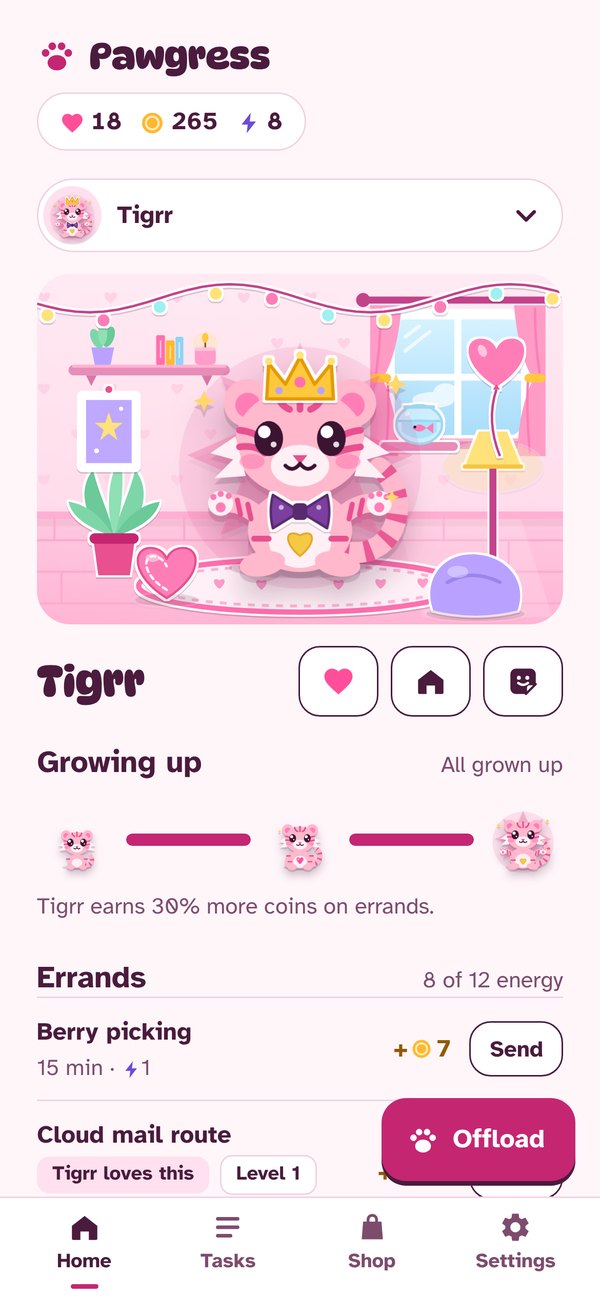 Pawgress
18 265 8
Tigrr
Tigrr
Growing up
All grown up
Tigrr earns 30% more coins on errands.
Errands
8 of 12 energy
Berry picking
15 min · 1
+ 7
Send
Cloud mail route
Tigrr loves this
Level 1
+
Offload
Home
Tasks
Shop
Settings